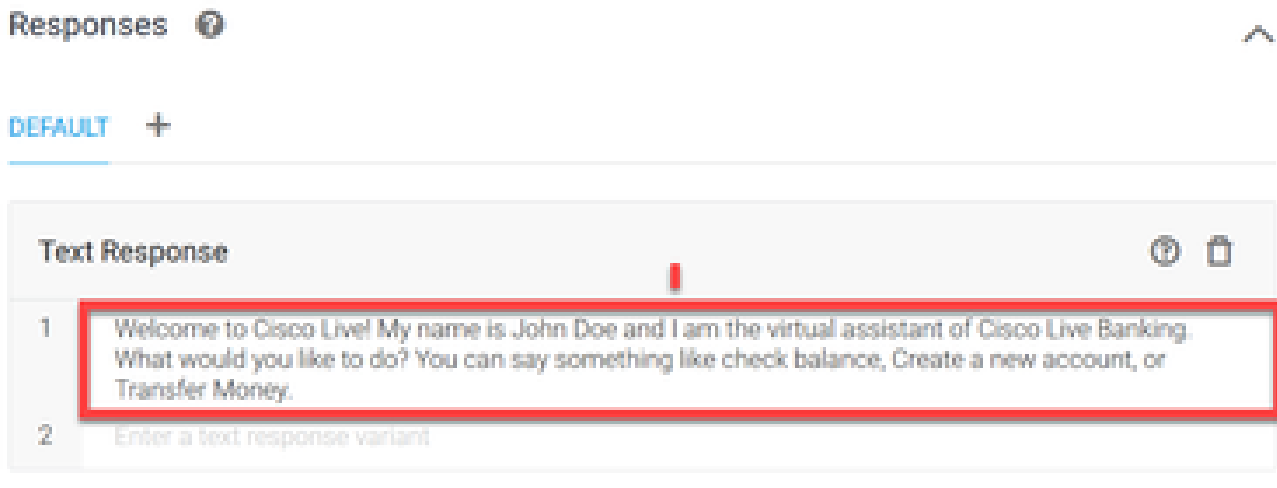 Responses
DEFAULT +
Text Response
1 Welcome to Cisco Live! My name is John Doe and I am the virtual assistant of Cisco Live Banking.
What would you like to do? You can say something like check balance, Create a new account, or
Transfer Money.
2 Enter a text response variant